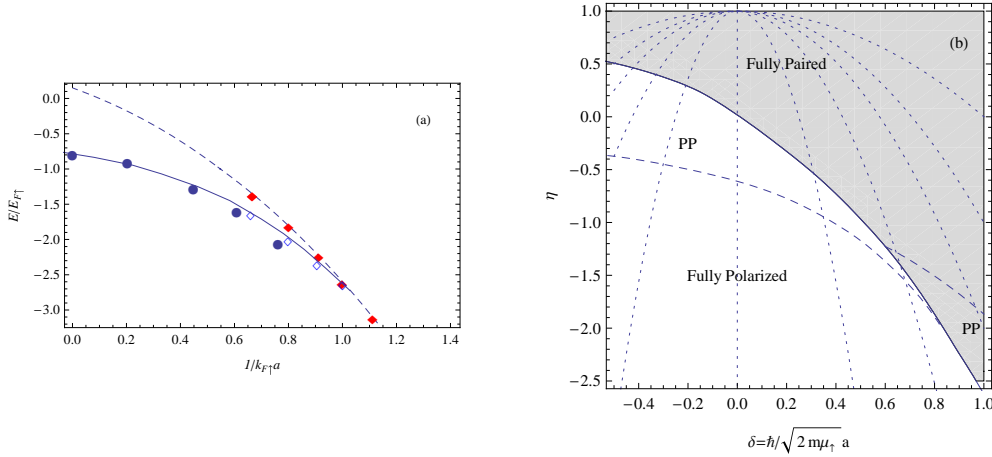 (a)
E/E_{F↑}
0.0
−0.5
−1.0
−1.5
−2.0
−2.5
−3.0
0.0 0.2 0.4 0.6 0.8 1.0 1.2 1.4
1/k_{F↑}a
(b)
Fully Paired
PP
Fully Polarized
PP
η
1.0
0.5
0.0
−0.5
−1.0
−1.5
−2.0
−2.5
−0.4 −0.2 0.0 0.2 0.4 0.6 0.8 1.0
δ=ħ/√2 m μ_↑ a